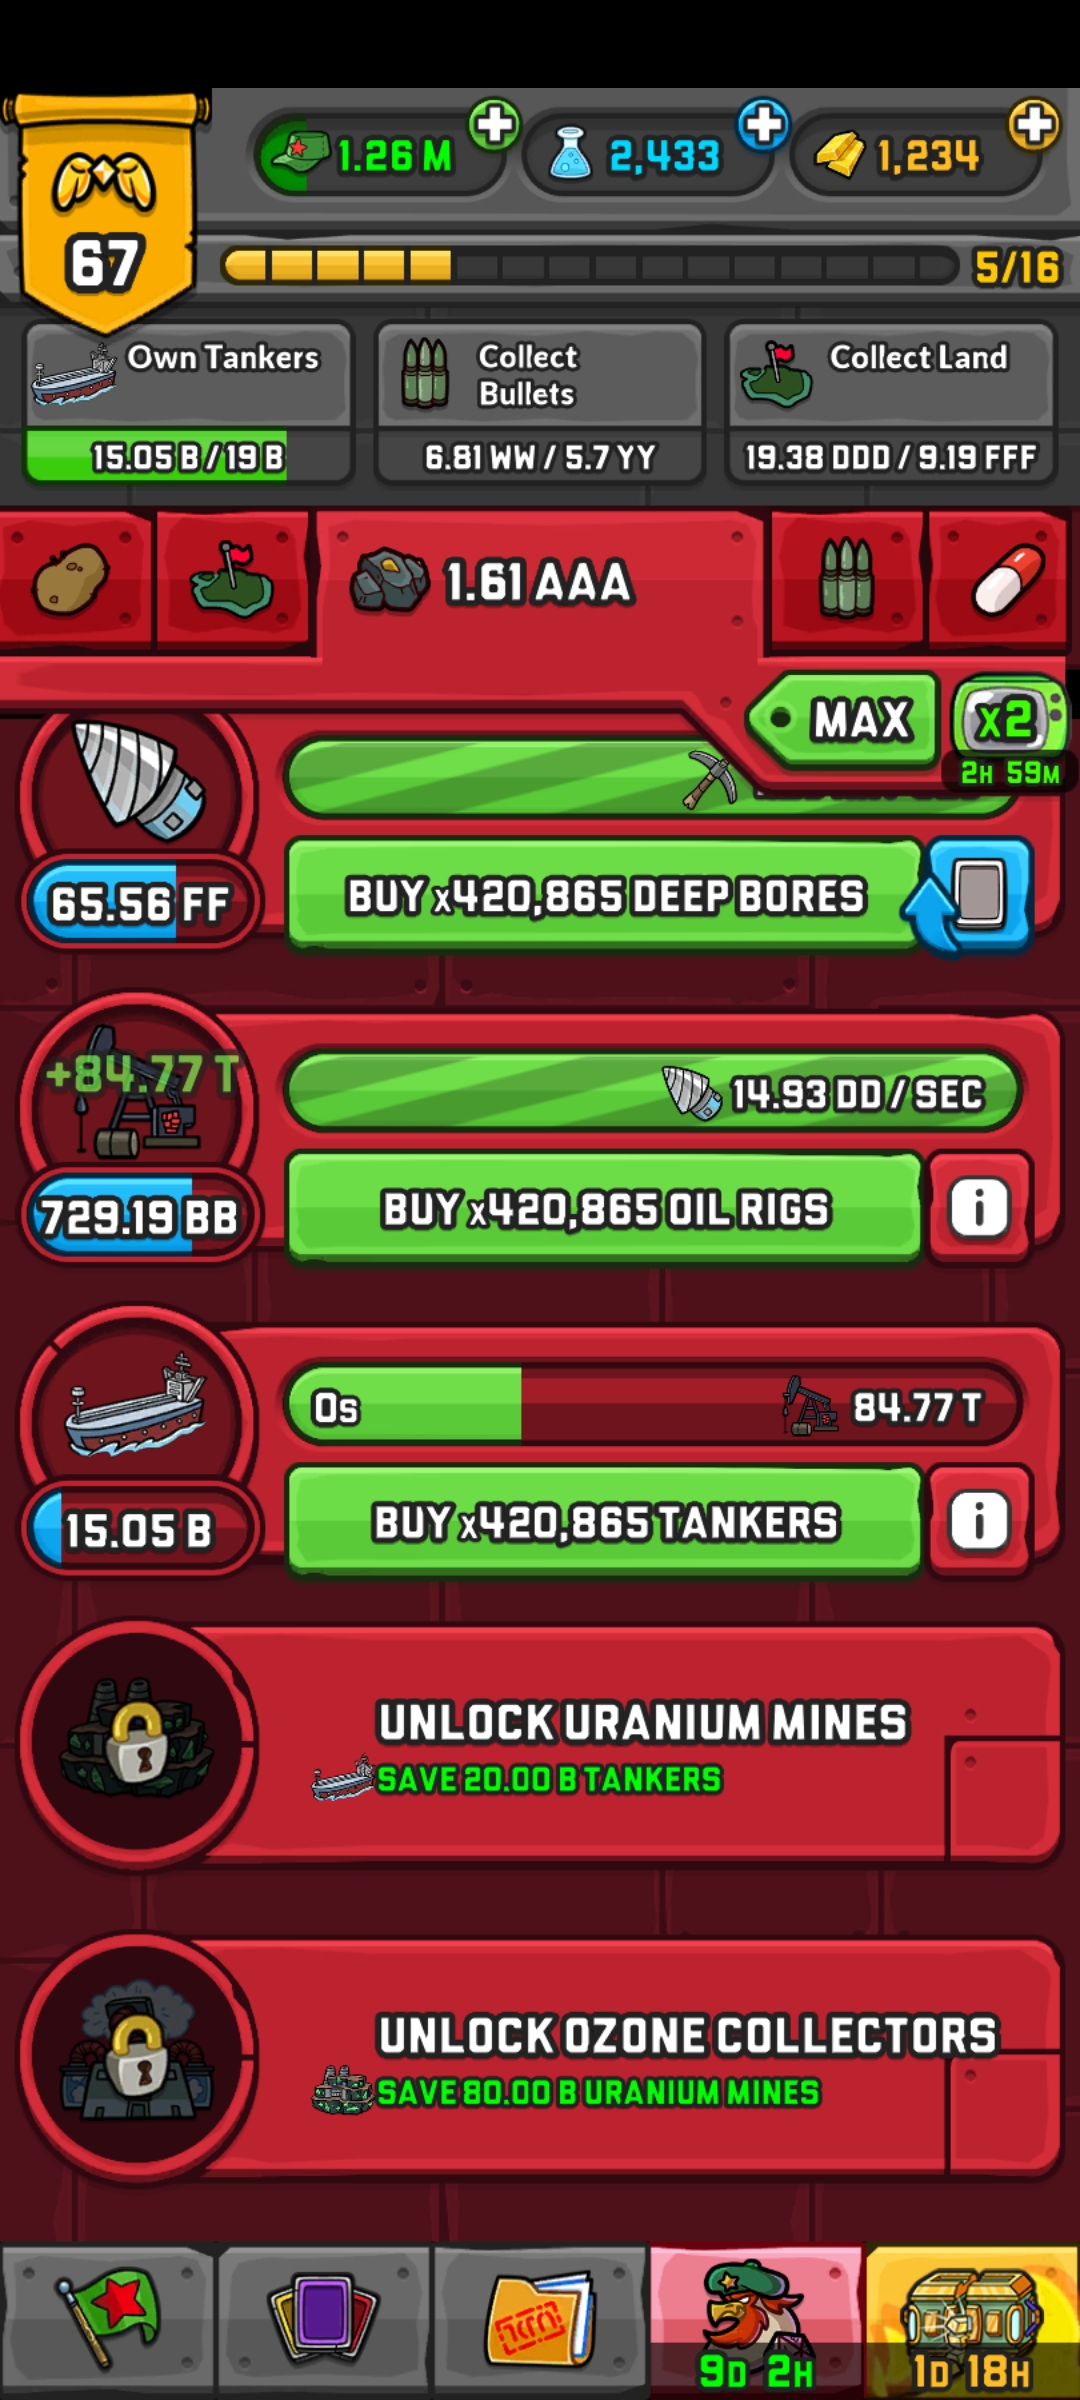 1.26 M
2,433
1,234
67
5/16
Own Tankers
Collect
Bullets
Collect Land
15.05 B / 19 B
6.81 WW / 5.7 YY
19.38 DDD / 9.19 FFF
1.61 AAA
MAX
x2
2H 59M
65.56 FF
BUY x420,865 DEEP BORES
+84.77 T
14.93 DD / SEC
729.19 BB
BUY x420,865 OIL RIGS
i
0s
84.77 T
15.05 B
BUY x420,865 TANKERS
i
UNLOCK URANIUM MINES
SAVE 20.00 B TANKERS
UNLOCK OZONE COLLECTORS
SAVE 80.00 B URANIUM MINES
9D 2H
1D 18H